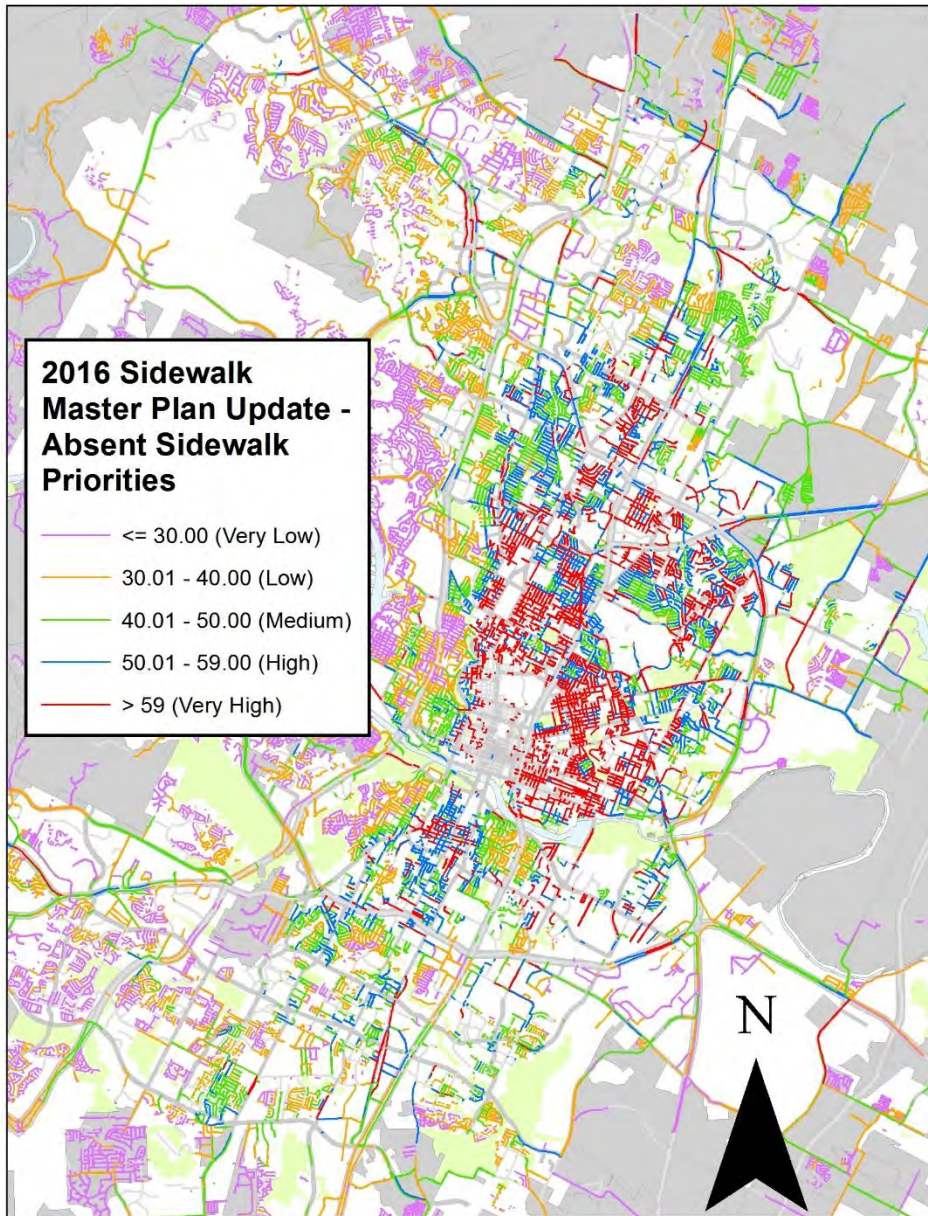 2016 Sidewalk
Master Plan Update -
Absent Sidewalk
Priorities
<= 30.00 (Very Low)
30.01 - 40.00 (Low)
40.01 - 50.00 (Medium)
50.01 - 59.00 (High)
> 59 (Very High)
N